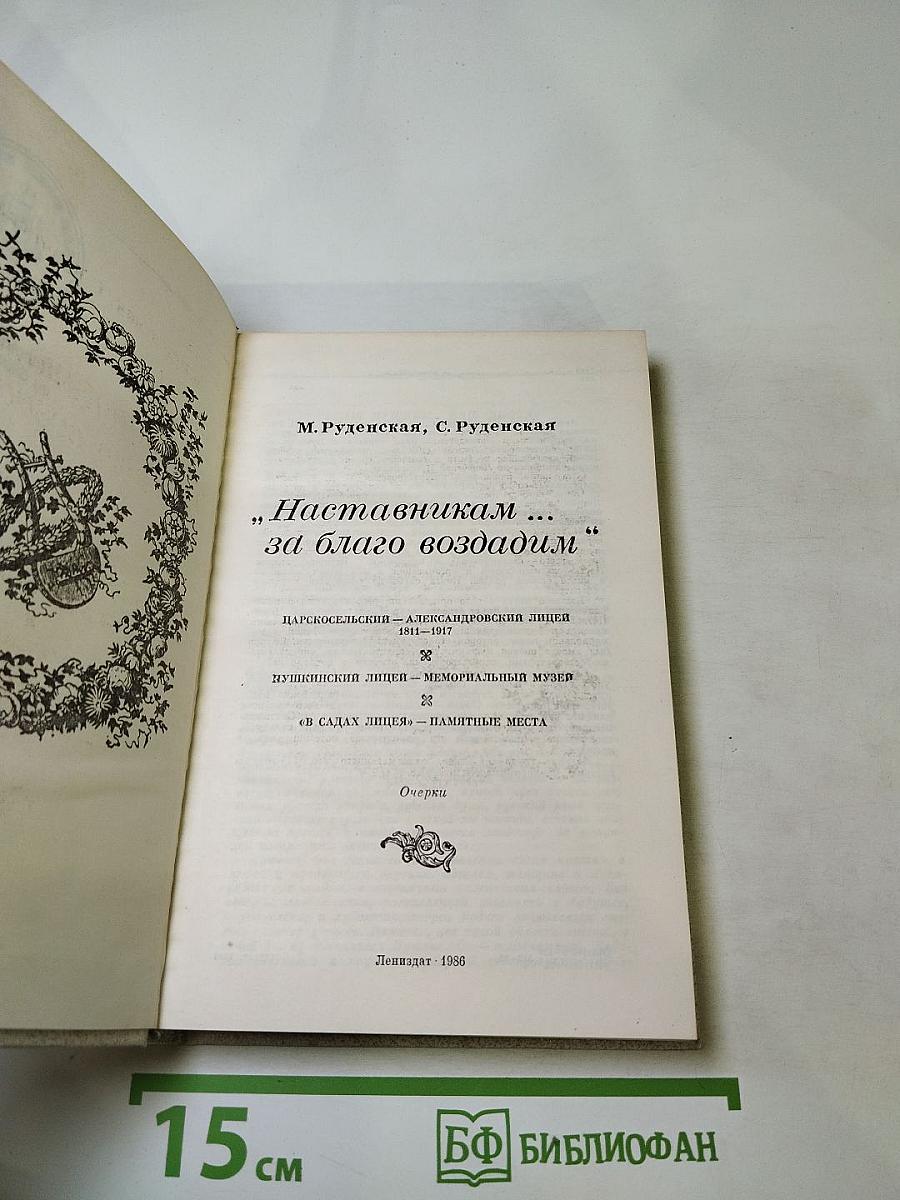 М. Руденская, С. Руденская
„Наставникам ...
за благо воздадим“
ЦАРСКОСЕЛЬСКИЙ — АЛЕКСАНДРОВСКИЙ ЛИЦЕЙ
1811—1917
ПУШКИНСКИЙ ЛИЦЕЙ — МЕМОРИАЛЬНЫЙ МУЗЕЙ
«В САДАХ ЛИЦЕЯ» — ПАМЯТНЫЕ МЕСТА
Очерки
Лениздат · 1986
15 см
БФ БИБЛИОФАН